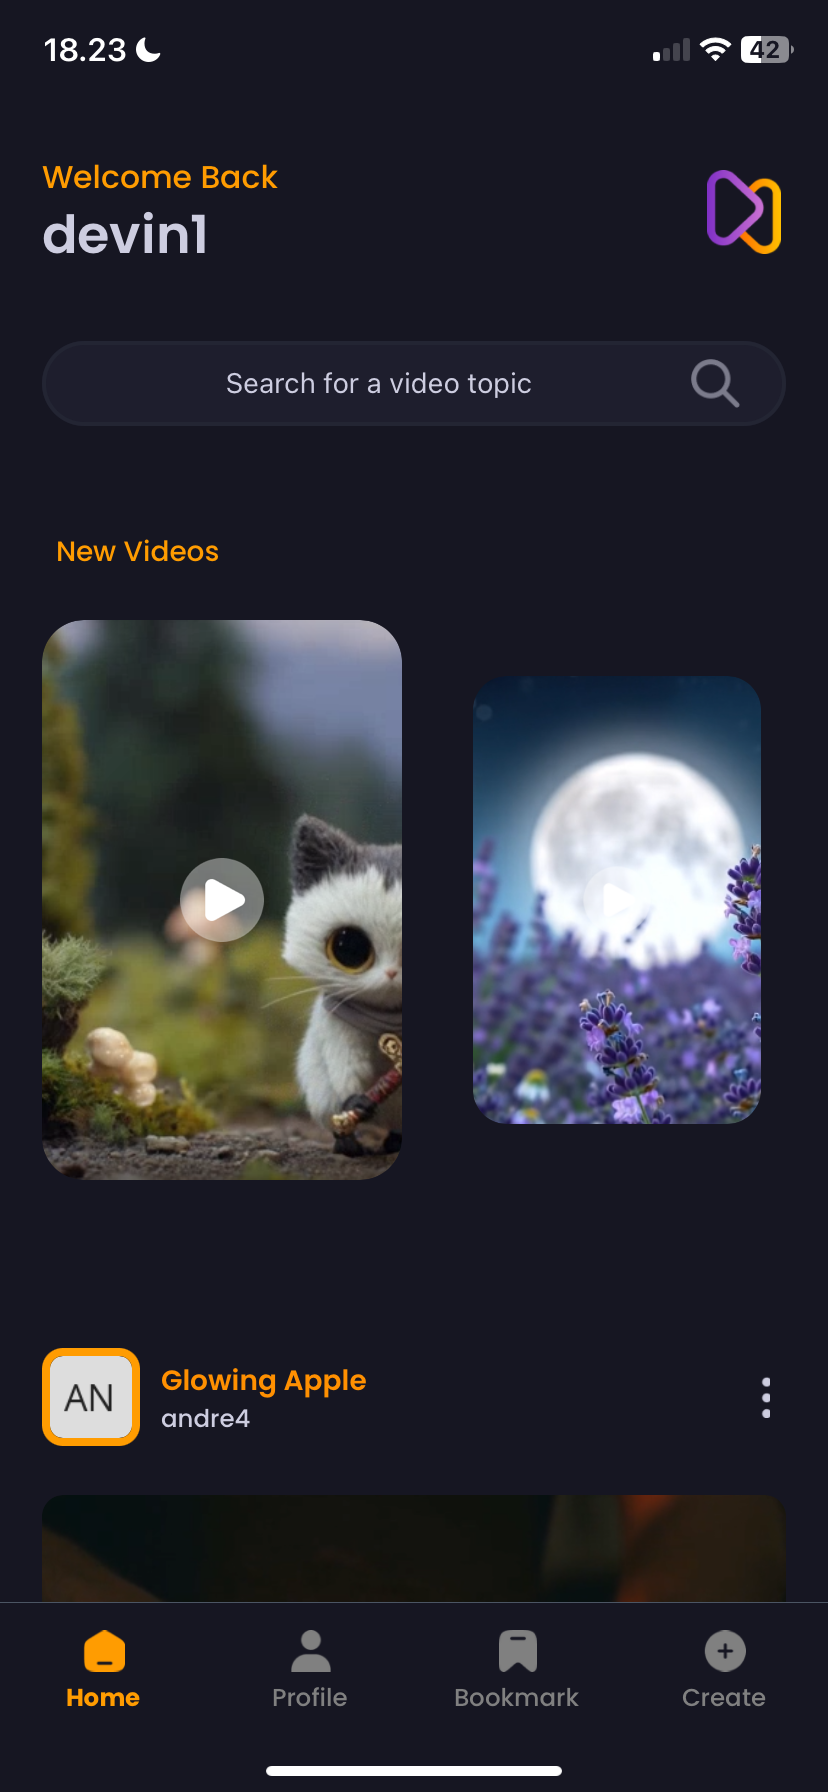 18.23
42
Welcome Back
devin1
Search for a video topic
New Videos
AN
Glowing Apple
andre4
Home
Profile
Bookmark
Create